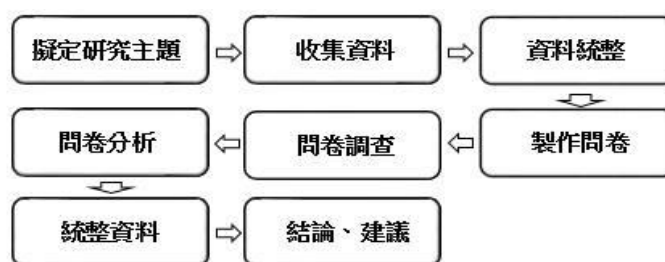 擬定研究主題
收集資料
資料統整
製作問卷
問卷調查
問卷分析
統整資料
結論、建議